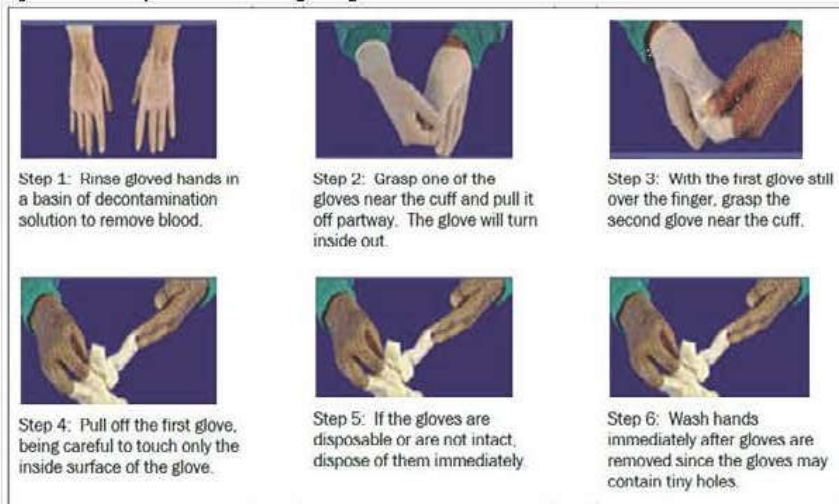 Step 1: Rinse gloved hands in
a basin of decontamination
solution to remove blood.
Step 2: Grasp one of the
gloves near the cuff and pull it
off partway. The glove will turn
inside out.
Step 3: With the first glove still
over the finger, grasp the
second glove near the cuff.
Step 4: Pull off the first glove,
being careful to touch only the
inside surface of the glove.
Step 5: If the gloves are
disposable or are not intact,
dispose of them immediately
Step 6: Wash hands
immediately after gloves are
removed since the gloves may
contain tiny holes.